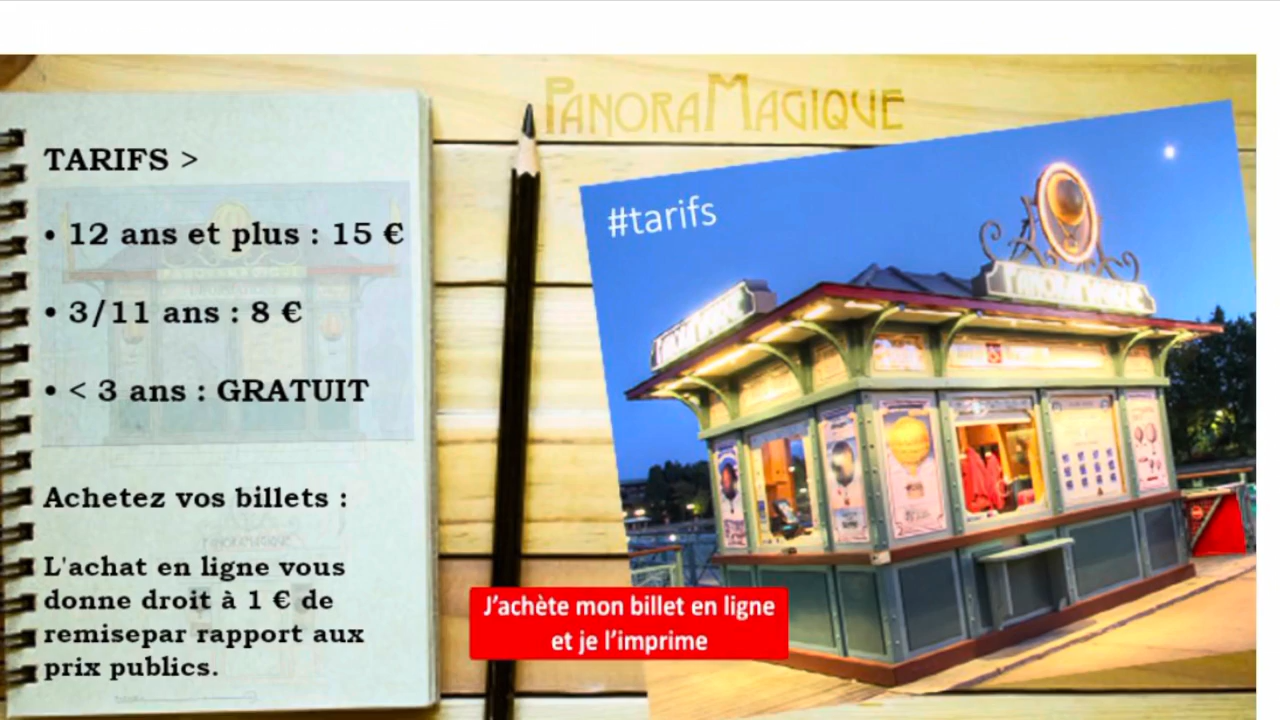 PANORAMAGIQUE
TARIFS >
• 12 ans et plus : 15 €
• 3/11 ans : 8 €
• < 3 ans : GRATUIT
Achetez vos billets :
L'achat en ligne vous
donne droit à 1 € de
remisepar rapport aux
prix publics.
#tarifs
PANORAMAGIQUE
J'achète mon billet en ligne
et je l'imprime